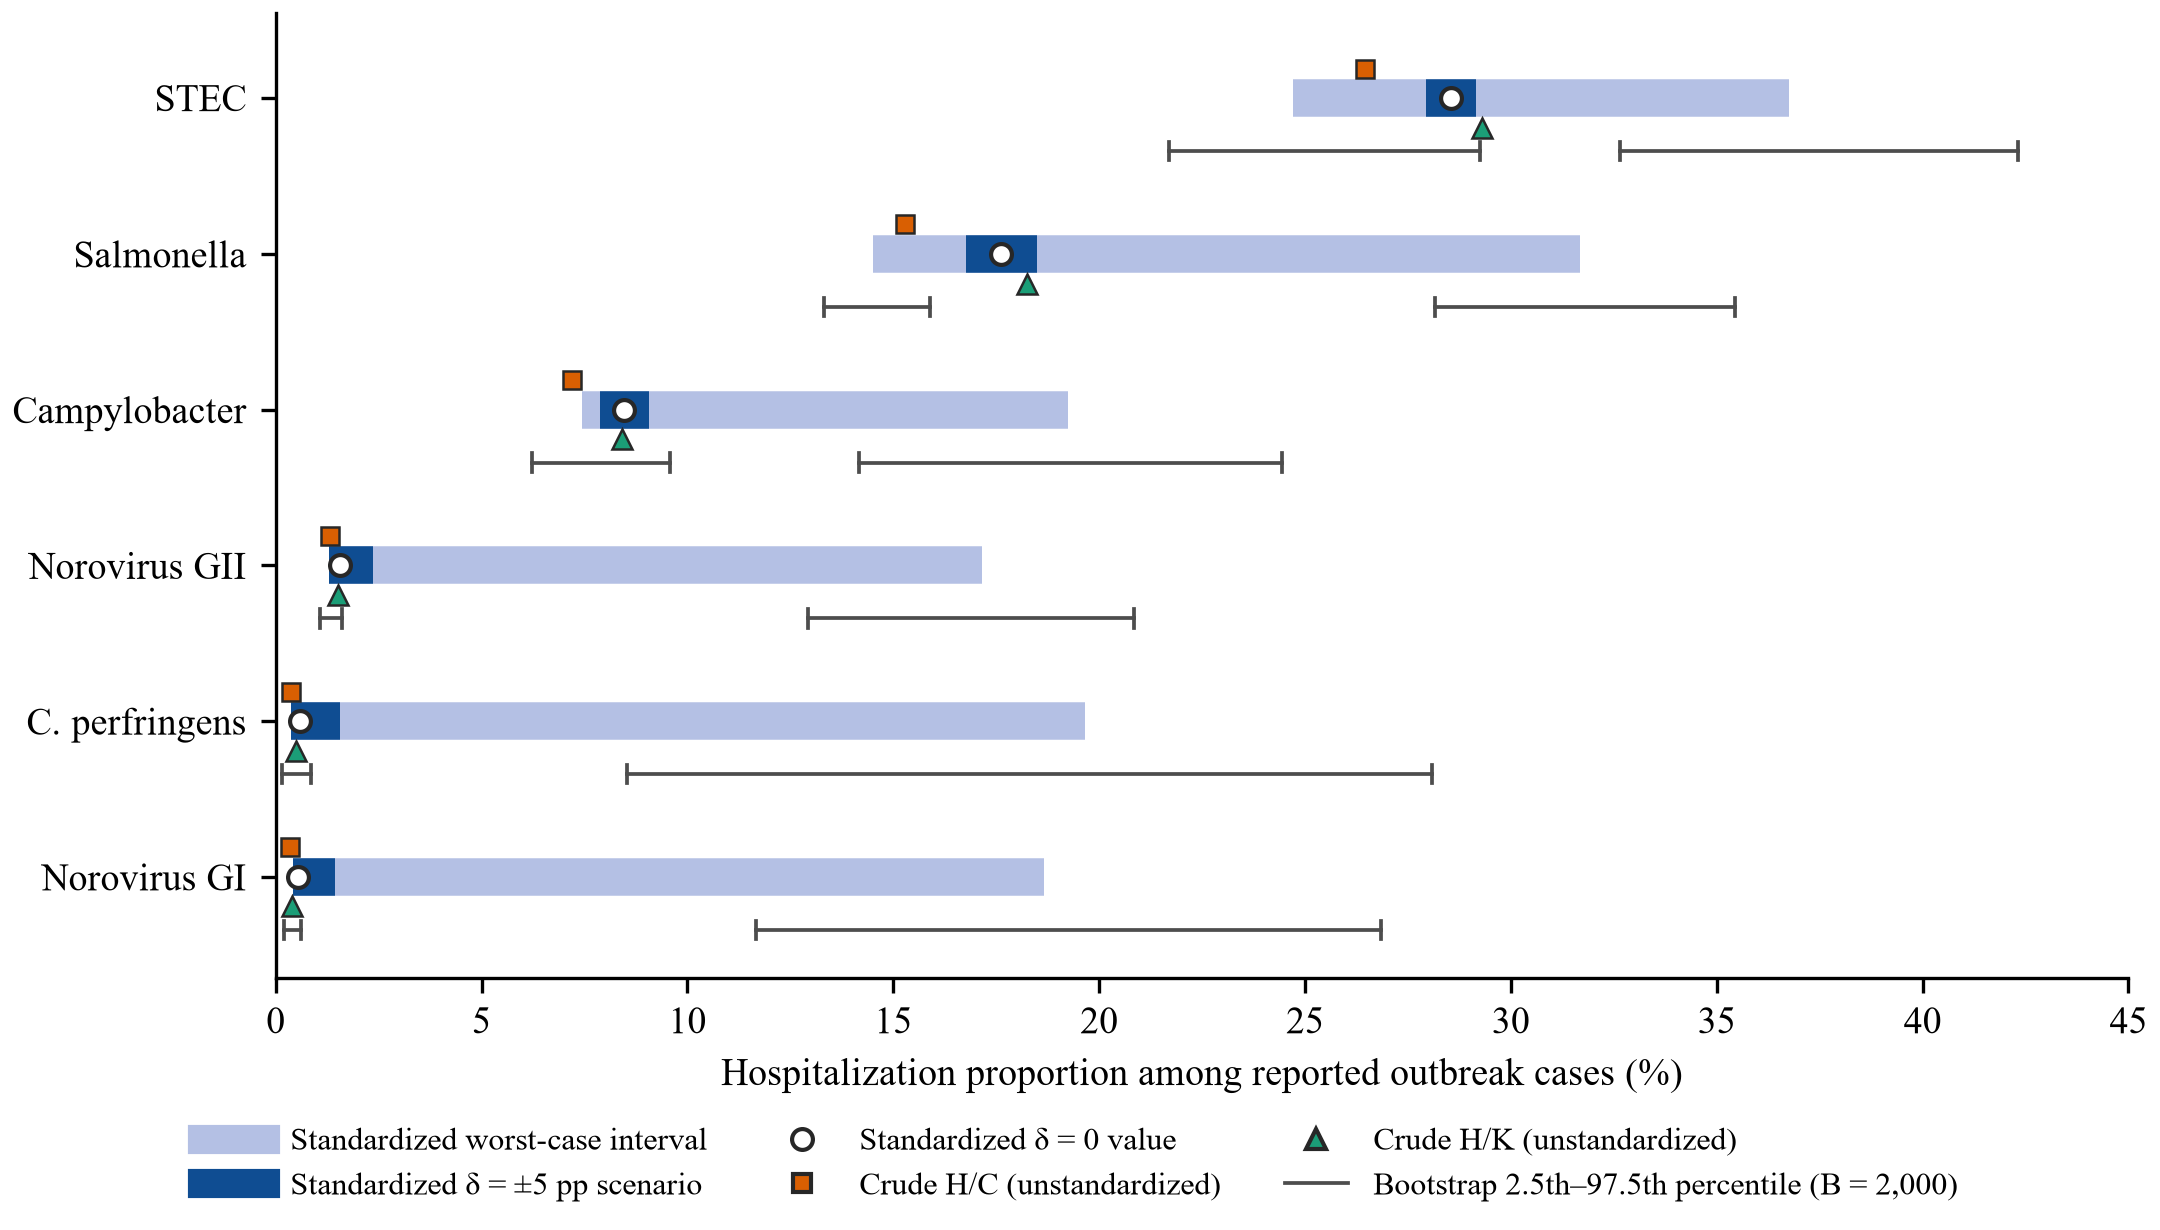 STEC
Salmonella
Campylobacter
Norovirus GII
C. perfringens
Norovirus GI
0 5 10 15 20 25 30 35 40 45
Hospitalization proportion among reported outbreak cases (%)
Standardized worst-case interval
Standardized δ = ±5 pp scenario
Standardized δ = 0 value
Crude H/C (unstandardized)
Crude H/K (unstandardized)
Bootstrap 2.5th–97.5th percentile (B = 2,000)